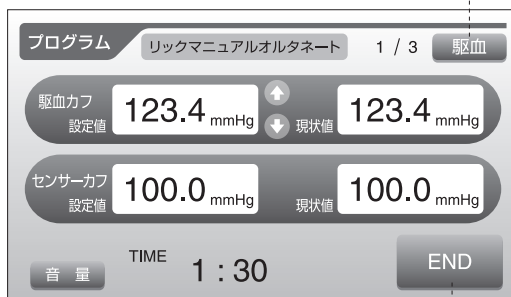 プログラム リックマニュアルオルタネート 1 / 3 駆血
駆血カフ
設定値 123.4 mmHg 現状値 123.4 mmHg
センサーカフ
設定値 100.0 mmHg 現状値 100.0 mmHg
音 量 TIME 1 : 30 END